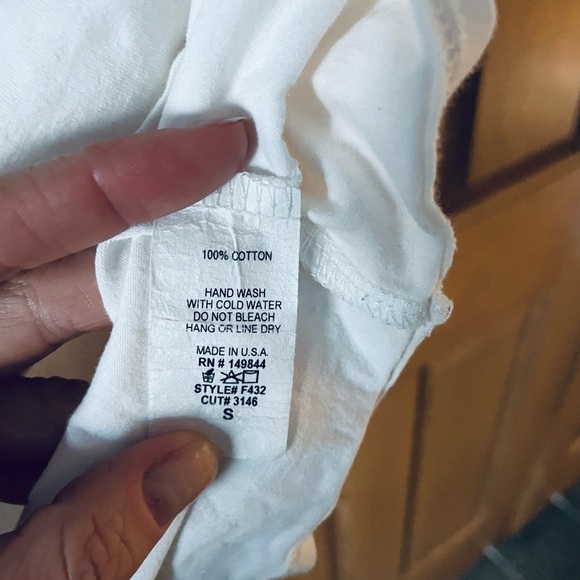 100% COTTON
HAND WASH
WITH COLD WATER
DO NOT BLEACH
HANG OR LINE DRY
MADE IN U.S.A.
RN # 149844
STYLE# F432
CUT# 3146
S